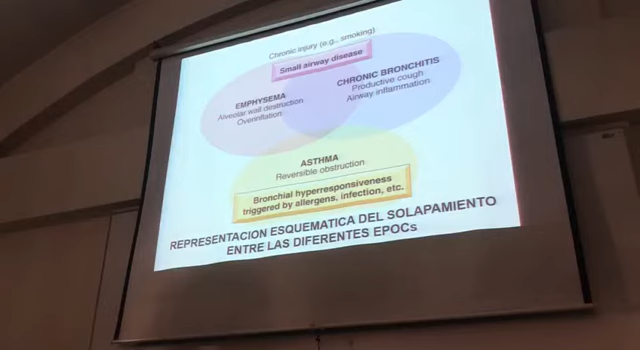 Chronic injury (e.g., smoking)
Small airway disease
EMPHYSEMA
Alveolar wall destruction
Overinflation
CHRONIC BRONCHITIS
Productive cough
Airway inflammation
ASTHMA
Reversible obstruction
Bronchial hyperresponsiveness
triggered by allergens, infection, etc.
REPRESENTACION ESQUEMATICA DEL SOLAPAMIENTO
ENTRE LAS DIFERENTES EPOCs